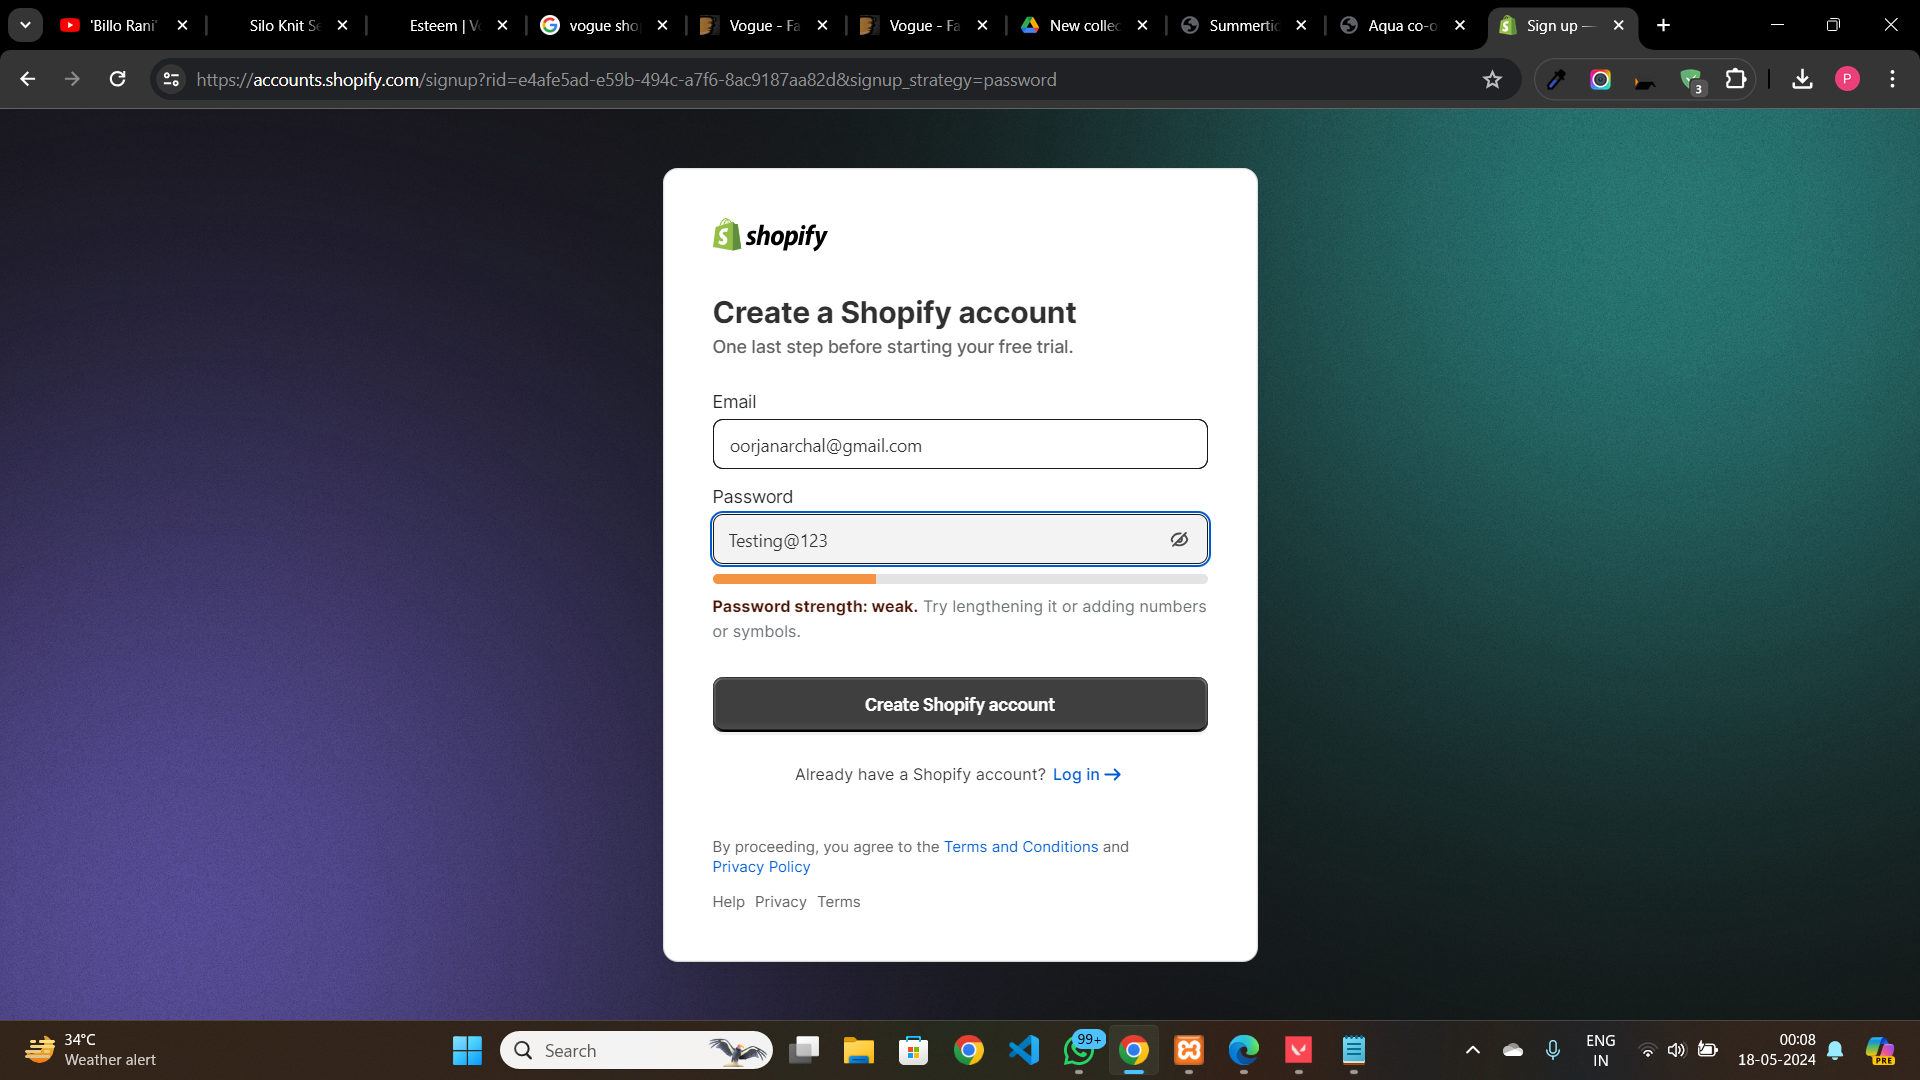 'Billo Rani'
Silo Knit Se
Esteem | Vo
vogue shop
Vogue - Fa
Vogue - Fa
New collec
Summertid
Aqua co-o
Sign up —
https://accounts.shopify.com/signup?rid=e4afe5ad-e59b-494c-a7f6-8ac9187aa82d&signup_strategy=password
3
P
shopify
Create a Shopify account
One last step before starting your free trial.
Email
oorjanarchal@gmail.com
Password
Testing@123
Password strength: weak. Try lengthening it or adding numbers
or symbols.
Create Shopify account
Already have a Shopify account? Log in →
By proceeding, you agree to the Terms and Conditions and
Privacy Policy
Help Privacy Terms
34°C
Weather alert
Search
99+
ENG
IN
00:08
18-05-2024
PRE